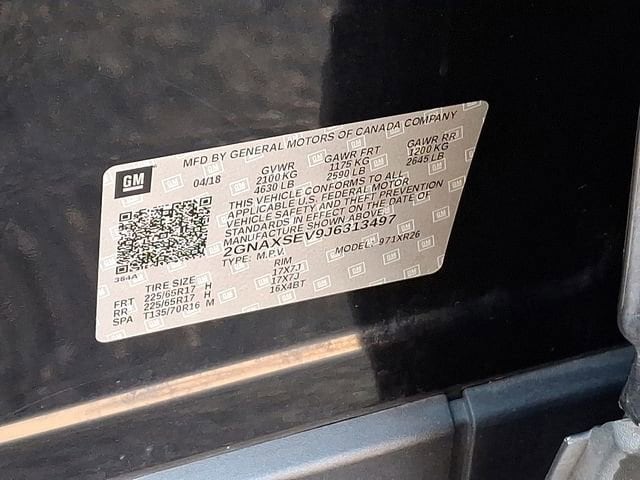 MFD BY GENERAL MOTORS OF CANADA COMPANY
GM
04/18
GVWR GAWR FRT GAWR RR
2100 KG 1175 KG 1200 KG
4630 LB 2590 LB 2645 LB
THIS VEHICLE CONFORMS TO ALL
APPLICABLE U.S. FEDERAL MOTOR
VEHICLE SAFETY, AND THEFT PREVENTION
STANDARDS IN EFFECT ON THE DATE OF
MANUFACTURE SHOWN ABOVE.
2GNAXSEV9J6313497
TYPE: M.P.V. MODEL: 971XR26
384A
TIRE SIZE RIM
FRT 225/65R17 H 17X7J
RR 225/65R17 H 17X7J
SPA T135/70R16 M 16X4BT